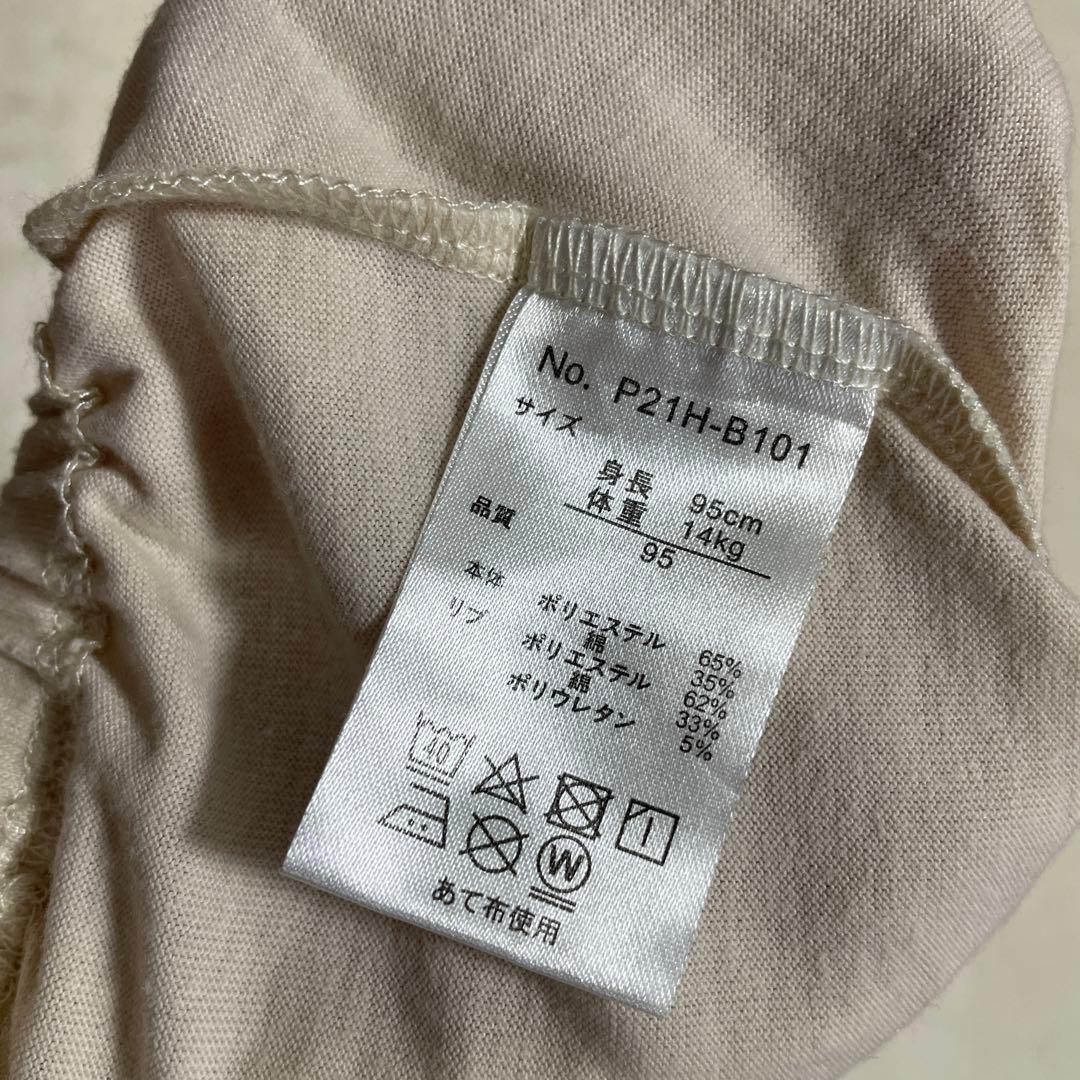 No. P21H-B101
サイズ
身長 95cm
体重 14kg
95
品質
本体 ポリエステル 65%
綿 35%
リブ ポリエステル 62%
綿 33%
ポリウレタン 5%
40
W
あて布使用